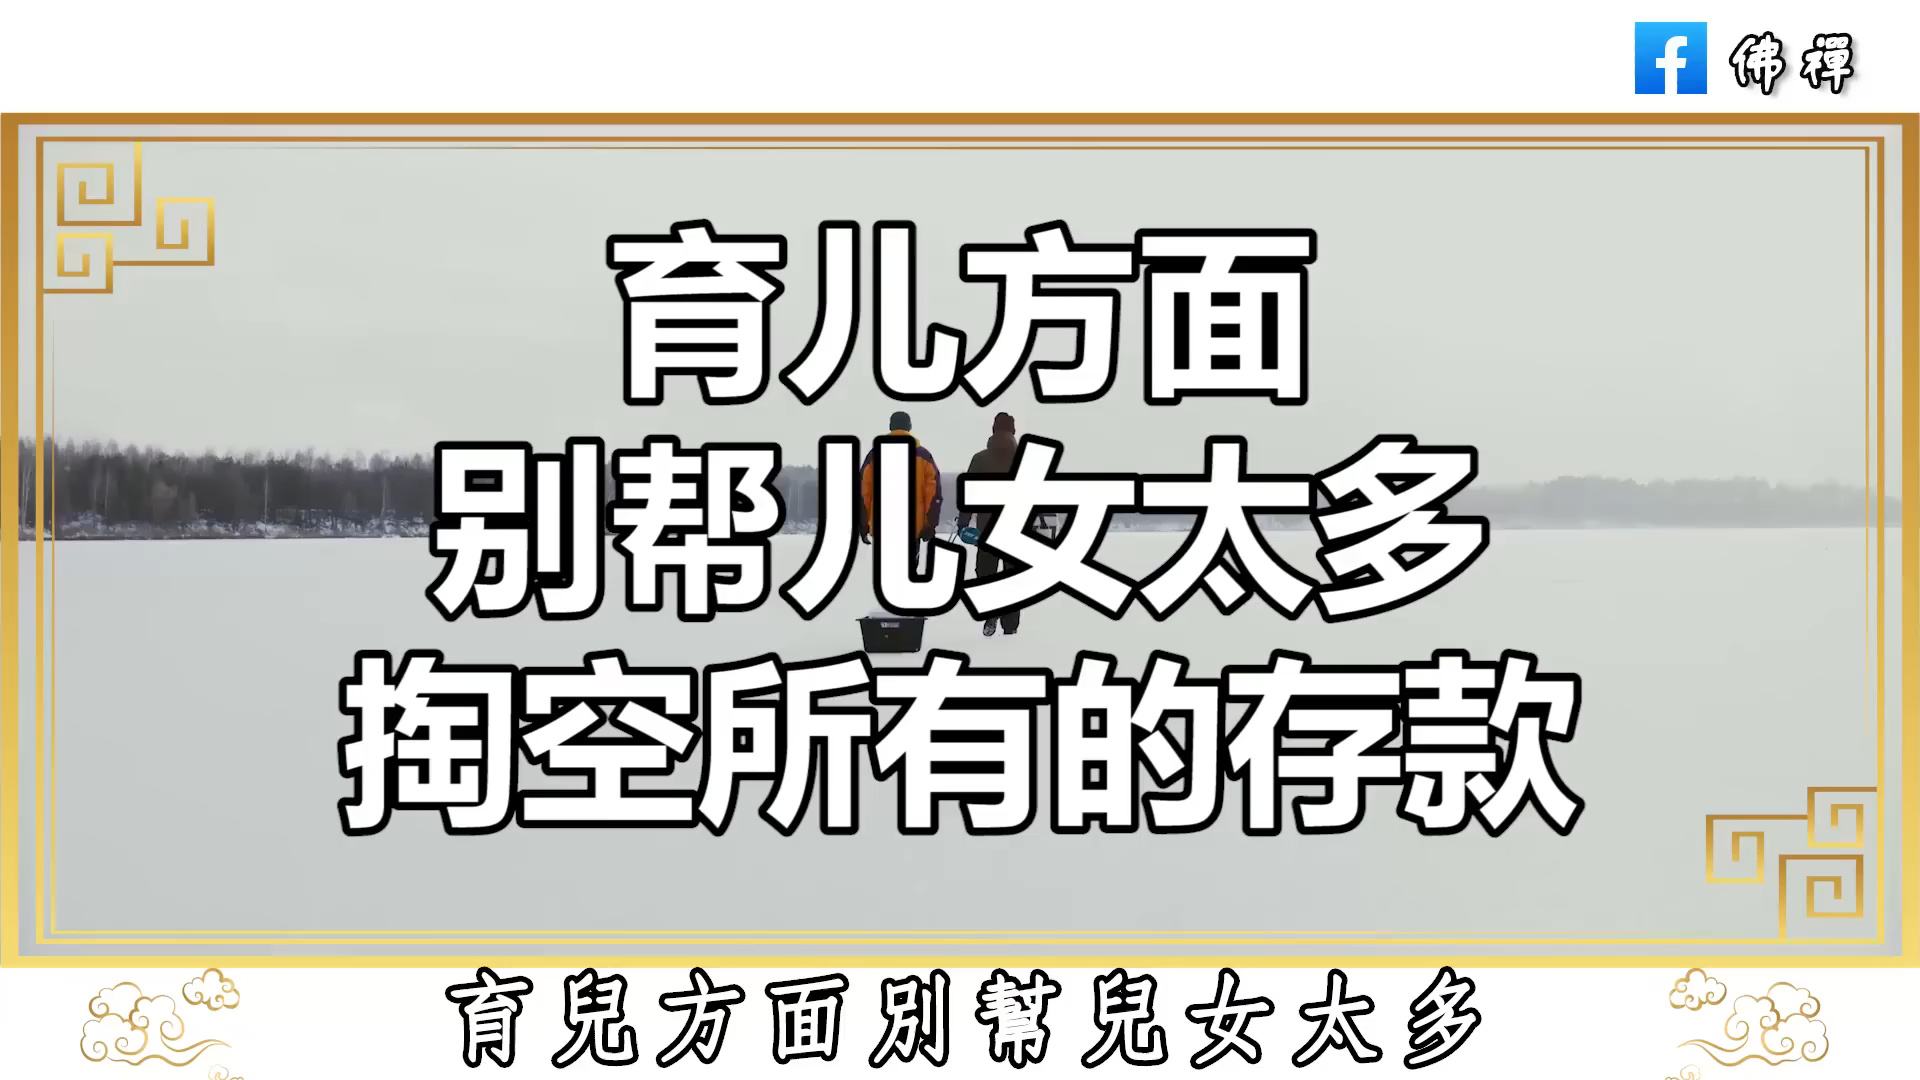 佛禪
育儿方面
别帮儿女太多
掏空所有的存款
育兒方面別幫兒女太多